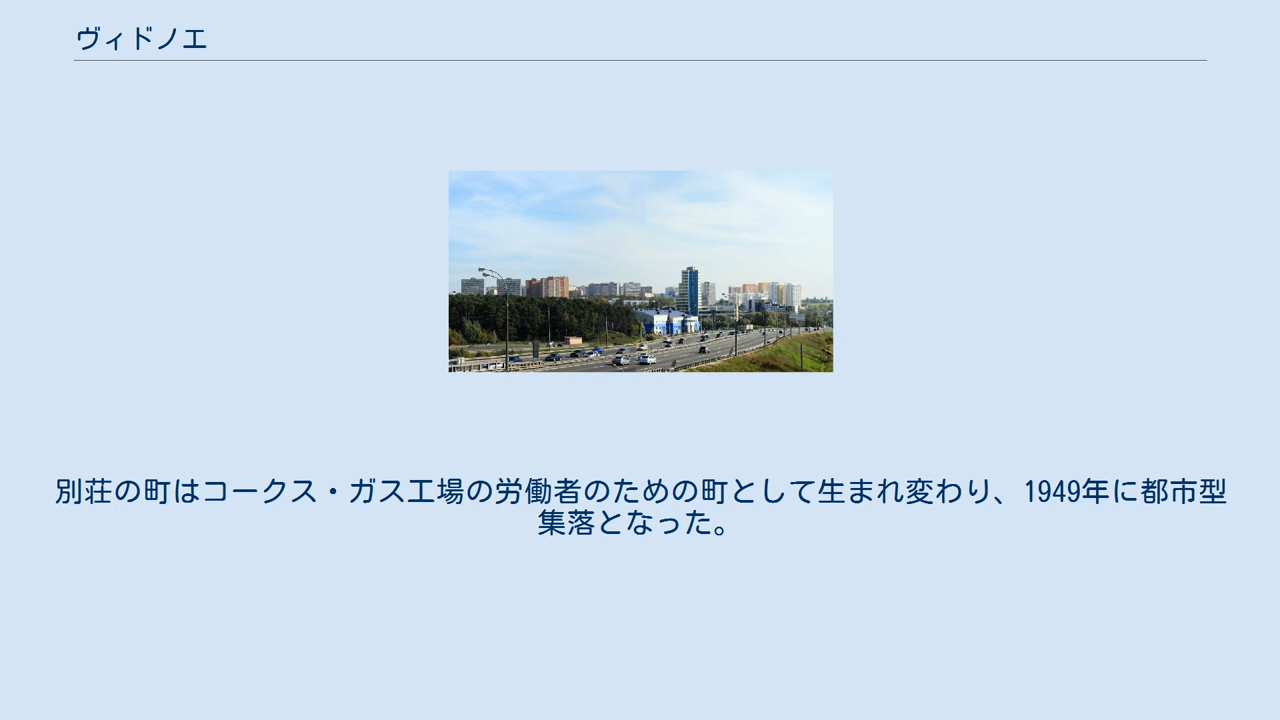 ヴィドノエ
別荘の町はコークス・ガス工場の労働者のための町として生まれ変わり、1949年に都市型
集落となった。